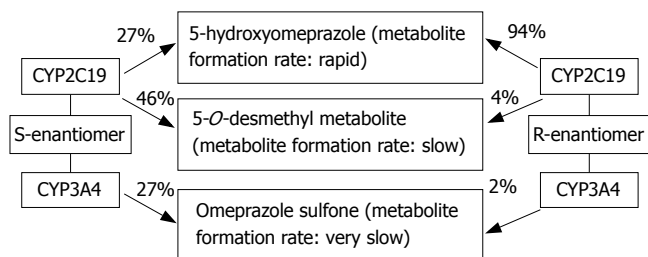 27%
5-hydroxyomeprazole (metabolite
formation rate: rapid)
94%
CYP2C19
CYP2C19
46%
5-O-desmethyl metabolite
(metabolite formation rate: slow)
4%
S-enantiomer
R-enantiomer
CYP3A4
CYP3A4
27%
Omeprazole sulfone (metabolite
formation rate: very slow)
2%